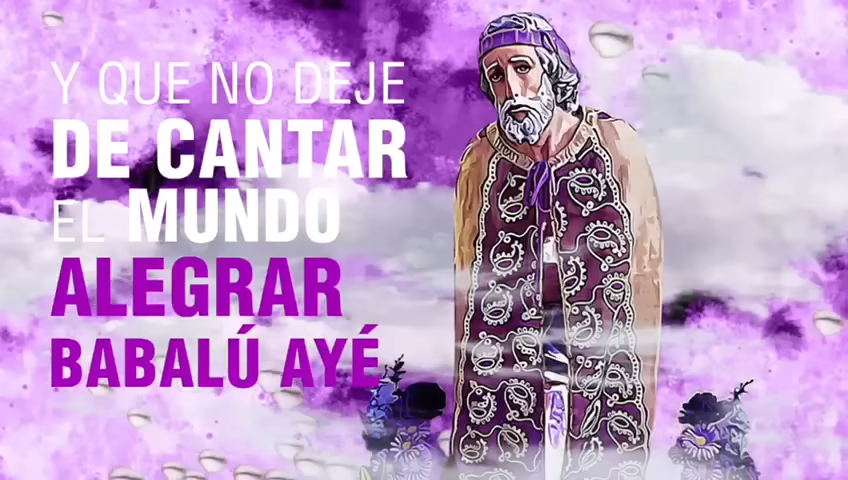 Y QUE NO DEJE
DE CANTAR
EL MUNDO
ALEGRAR
BABALÚ AYÉ